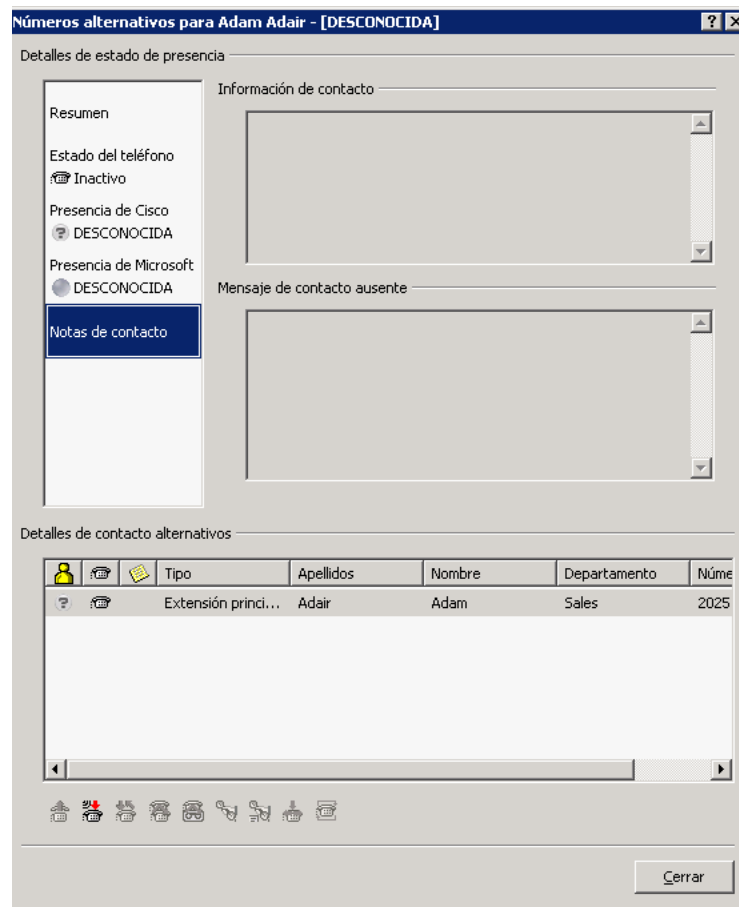 Números alternativos para Adam Adair - [DESCONOCIDA]
Detalles de estado de presencia
Resumen
Estado del teléfono
Inactivo
Presencia de Cisco
DESCONOCIDA
Presencia de Microsoft
DESCONOCIDA
Notas de contacto
Información de contacto
Mensaje de contacto ausente
Detalles de contacto alternativos
Tipo Apellidos Nombre Departamento Núme
Extensión princi... Adair Adam Sales 2025
Cerrar